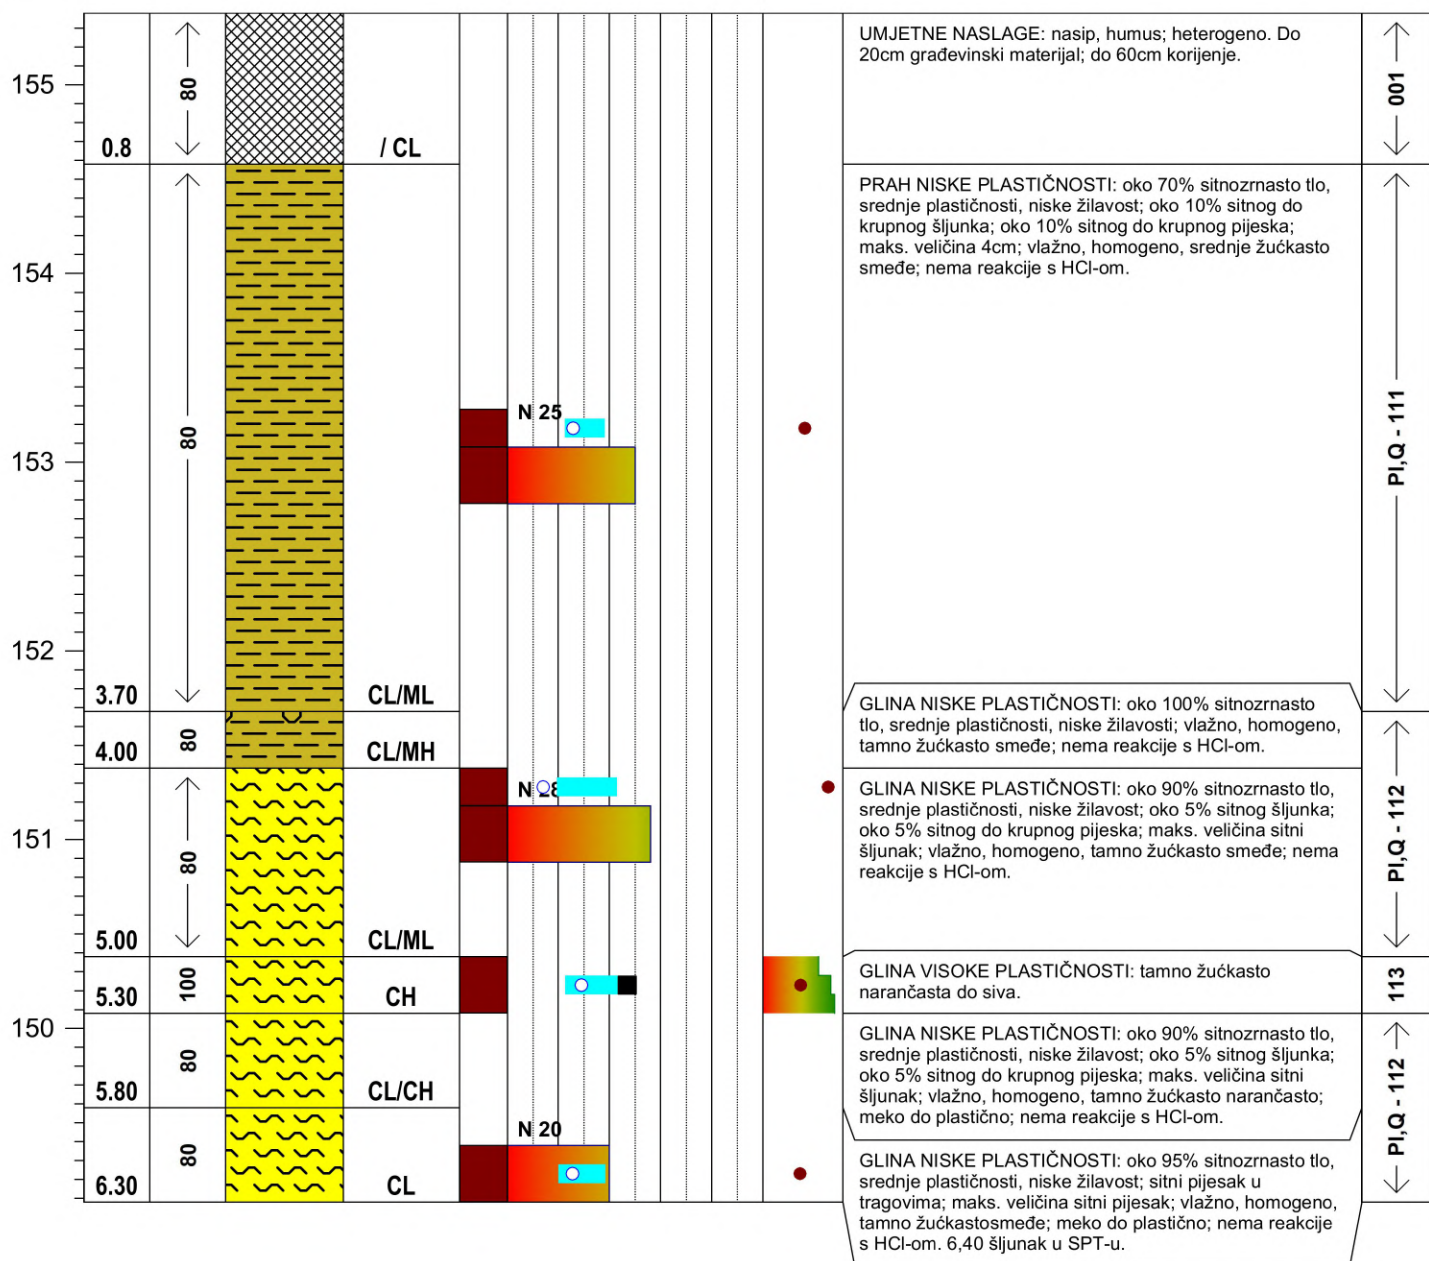 UMJETNE NASLAGE: nasip, humus; heterogeno. Do
20cm građevinski materijal; do 60cm korijenje.
155
80
001
0.8
/ CL
PRAH NISKE PLASTIČNOSTI: oko 70% sitnozrnasto tlo,
srednje plastičnosti, niske žilavost; oko 10% sitnog do
krupnog šljunka; oko 10% sitnog do krupnog pijeska;
maks. veličina 4cm; vlažno, homogeno, srednje žućkasto
smeđe; nema reakcije s HCl-om.
154
N 25
80
PI,Q - 111
153
152
3.70
CL/ML
GLINA NISKE PLASTIČNOSTI: oko 100% sitnozrnasto
tlo, srednje plastičnosti, niske žilavosti; vlažno, homogeno,
tamno žućkasto smeđe; nema reakcije s HCl-om.
80
4.00
CL/MH
N 28
GLINA NISKE PLASTIČNOSTI: oko 90% sitnozrnasto tlo,
srednje plastičnosti, niske žilavost; oko 5% sitnog šljunka;
oko 5% sitnog do krupnog pijeska; maks. veličina sitni
šljunak; vlažno, homogeno, tamno žućkasto smeđe; nema
reakcije s HCl-om.
PI,Q - 112
151
80
5.00
CL/ML
GLINA VISOKE PLASTIČNOSTI: tamno žućkasto
narančasta do siva.
100
113
5.30
CH
150
GLINA NISKE PLASTIČNOSTI: oko 90% sitnozrnasto tlo,
srednje plastičnosti, niske žilavost; oko 5% sitnog šljunka;
oko 5% sitnog do krupnog pijeska; maks. veličina sitni
šljunak; vlažno, homogeno, tamno žućkasto narančasto;
meko do plastično; nema reakcije s HCl-om.
80
5.80
CL/CH
PI,Q - 112
N 20
80
GLINA NISKE PLASTIČNOSTI: oko 95% sitnozrnasto tlo,
srednje plastičnosti, niske žilavost; sitni pijesak u
tragovima; maks. veličina sitni pijesak; vlažno, homogeno,
tamno žućkastosmeđe; meko do plastično; nema reakcije
s HCl-om. 6,40 šljunak u SPT-u.
6.30
CL